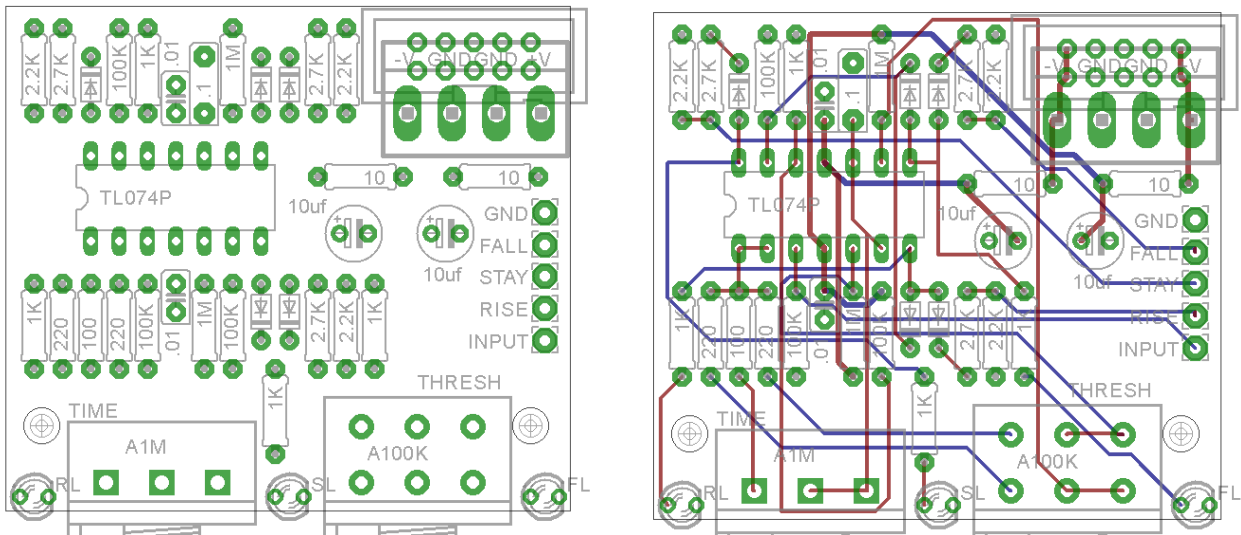 2.2K 2.7K 100K 1K .01 .1 1M 2.7K 2.2K
-V GND GND +V
TL074P
10 10
10uf
10uf
GND
FALL
STAY
RISE
INPUT
1K 220 100 220 100K .01 1M 100K 2.7K 2.2K 1K
1K
THRESH
TIME
A1M
A100K
RL SL FL
2.2K 2.7K 100K 1K .01 .1 1M 2.7K 2.2K
-V GND GND +V
TL074P
10 10
10uf
10uf
GND
FALL
STAY
RISE
INPUT
1K 220 100 220 100K .01 1M 100K 2.7K 2.2K 1K
1K
THRESH
TIME
A1M
A100K
RL SL FL